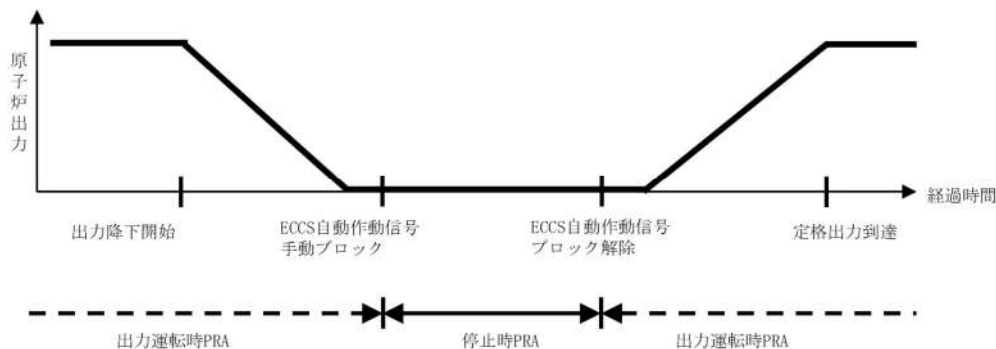 原子炉出力
経過時間
出力降下開始
ECCS自動作動信号
手動ブロック
ECCS自動作動信号
ブロック解除
定格出力到達
出力運転時PRA
停止時PRA
出力運転時PRA